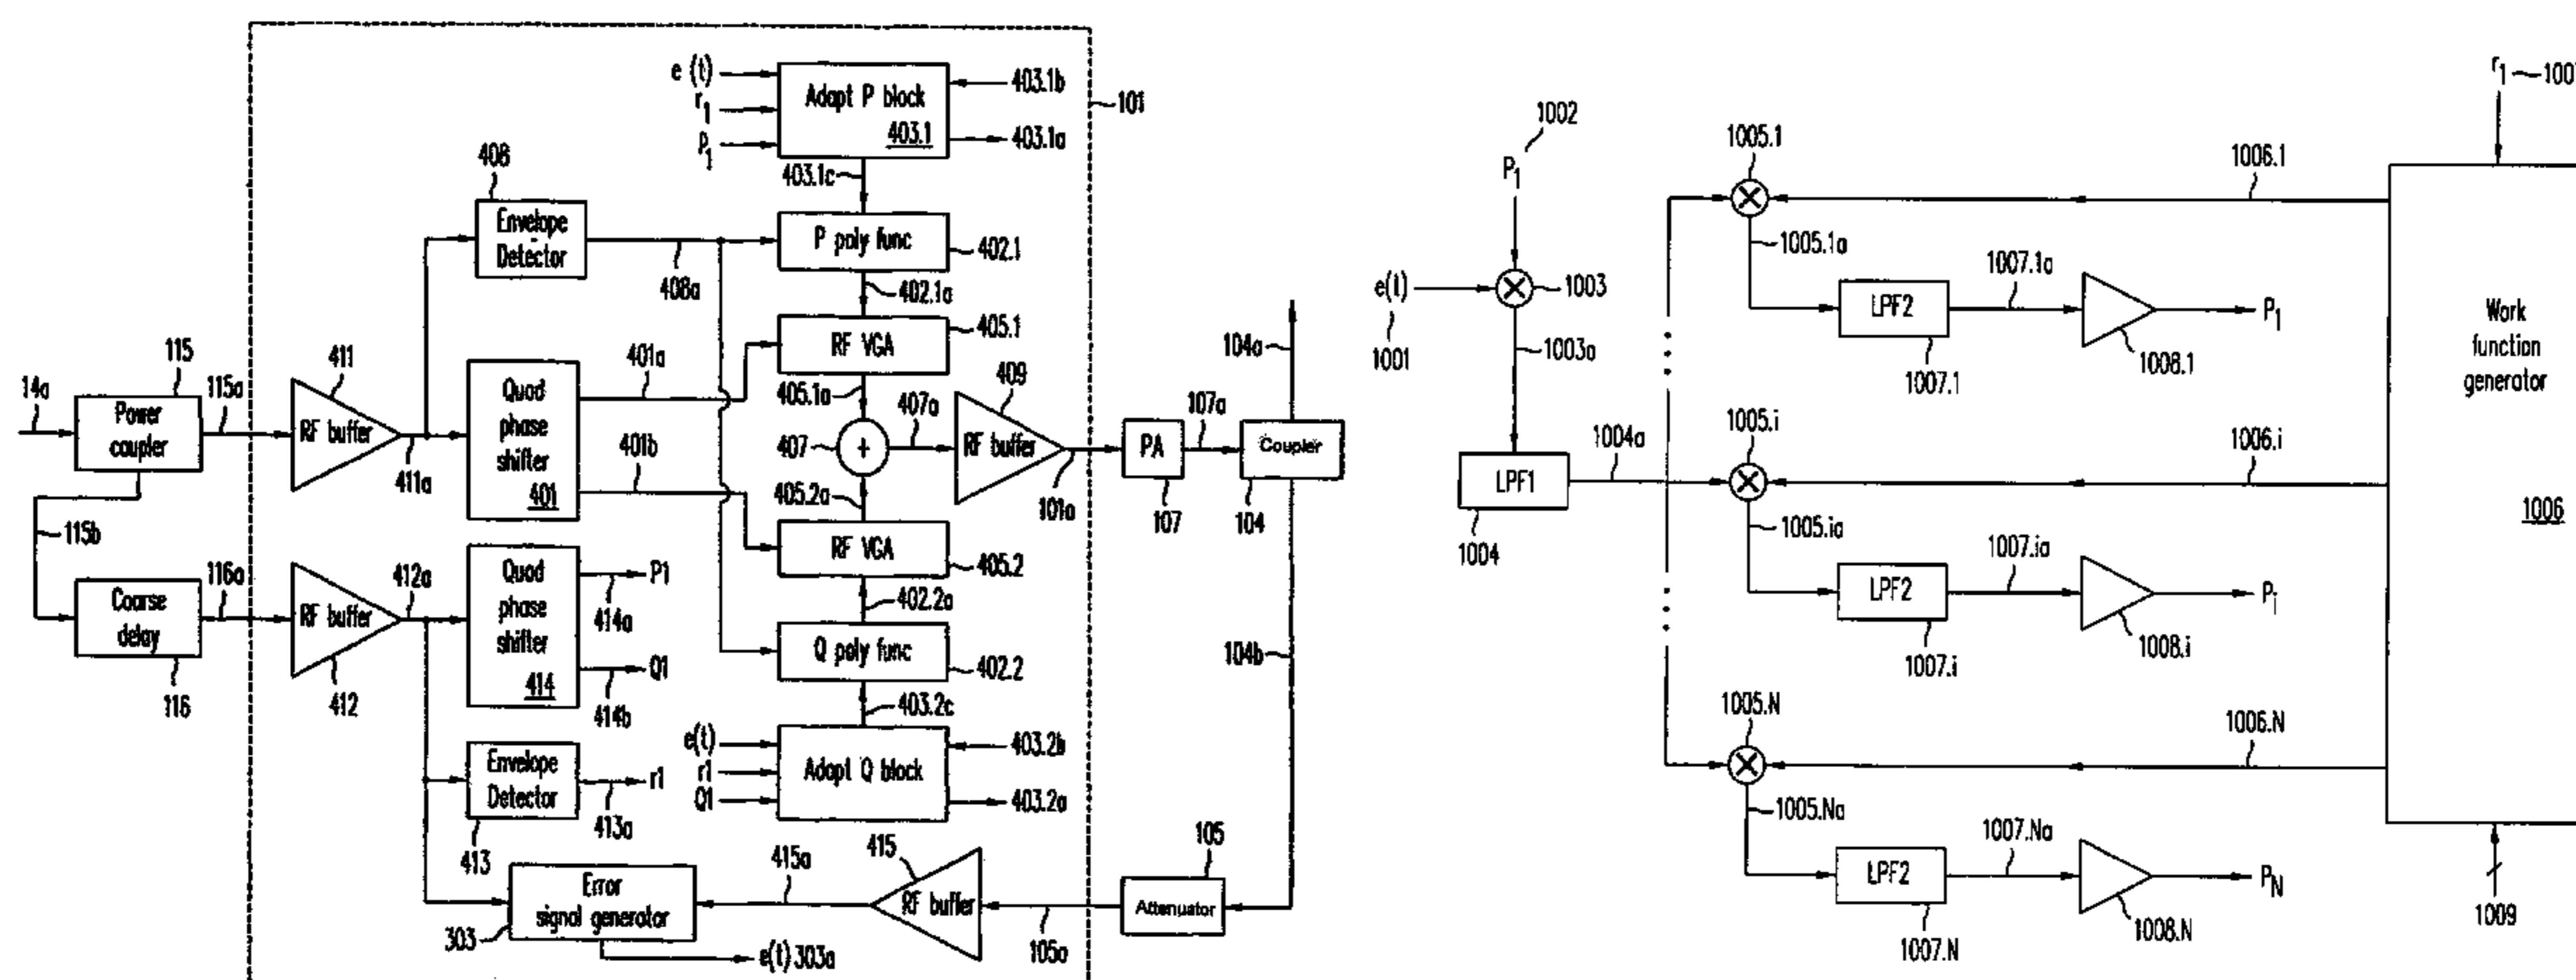 e (t)
r1
P1
Adapt P block
403.1
403.1b
403.1a
403.1c
101
408
Envelope
Detector
408a
P poly func
402.1
402.1a
RF VGA
405.1
405.1a
14a
115
Power
coupler
115a
115b
411
RF buffer
411a
Quad
phase
shifter
401
401a
401b
407
+
407a
409
RF buffer
101a
PA
107
107a
Coupler
104
104a
104b
405.2a
RF VGA
405.2
402.2a
Q poly func
402.2
403.2c
Coarse
delay
116
116a
RF buffer
412
412a
Quad
phase
shifter
414
P1
414a
Q1
414b
Envelope
Detector
413
r1
413a
e(t)
r1
Q1
Adapt Q block
403.2b
403.2a
Error
signal generator
303
e(t) 303a
415a
415
RF buffer
105a
105
Attenuator
1002
P1
e(t)
1001
1003
1003a
LPF1
1004
1004a
1005.1
1005.1a
LPF2
1007.1
1007.1a
1008.1
P1
1006.1
1005.i
1005.ia
LPF2
1007.i
1007.ia
1008.i
Pi
1006.i
1005.N
1005.Na
LPF2
1007.N
1007.Na
1008.N
PN
1006.N
r1
Work
function
generator
1006
1009